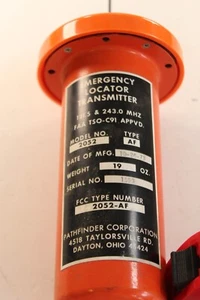 EMERGENCY
LOCATOR
TRANSMITTER
121.5 & 243.0 MHZ
FAA TSO-C91 APPVD.
MODEL NO. TYPE
2052 AF
DATE OF MFG.
WEIGHT 19 OZ.
SERIAL NO.
FCC TYPE NUMBER
2052-AF
PATHFINDER CORPORATION
4518 TAYLORSVILLE RD.
DAYTON, OHIO 45424